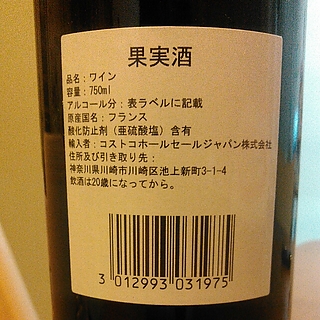 果実酒
品名:ワイン
容量:750ml
アルコール分:表ラベルに記載
原産国名:フランス
酸化防止剤(亜硫酸塩)含有
輸入者:コストコホールセールジャパン株式会社
住所及び引き取り先:
神奈川県川崎市川崎区池上新町3-1-4
飲酒は20歳になってから。
3 012993 031975